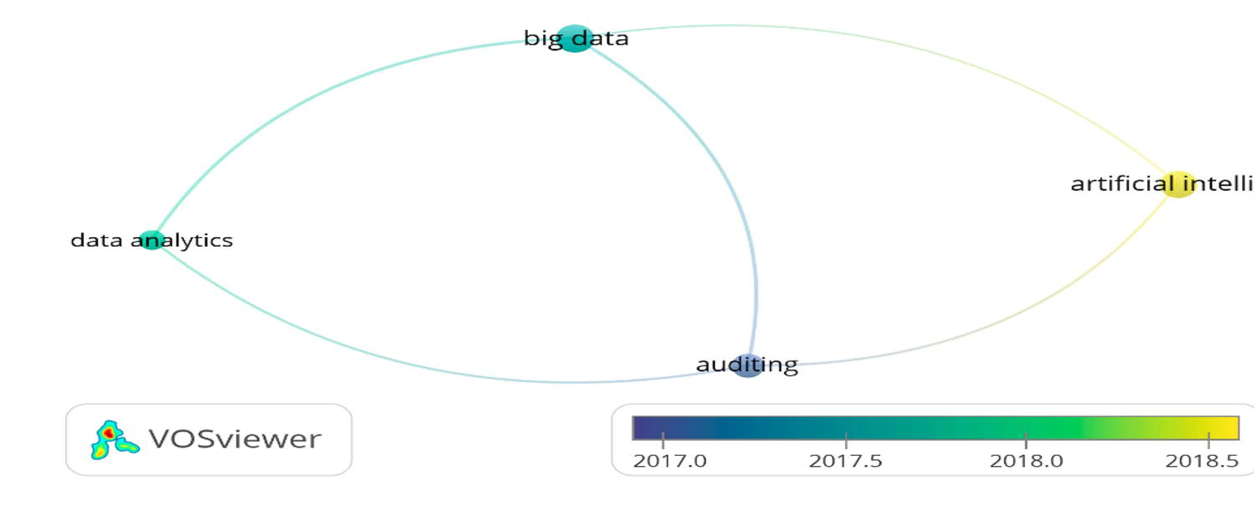 big data
artificial intelli
data analytics
auditing
VOSviewer
2017.0 2017.5 2018.0 2018.5